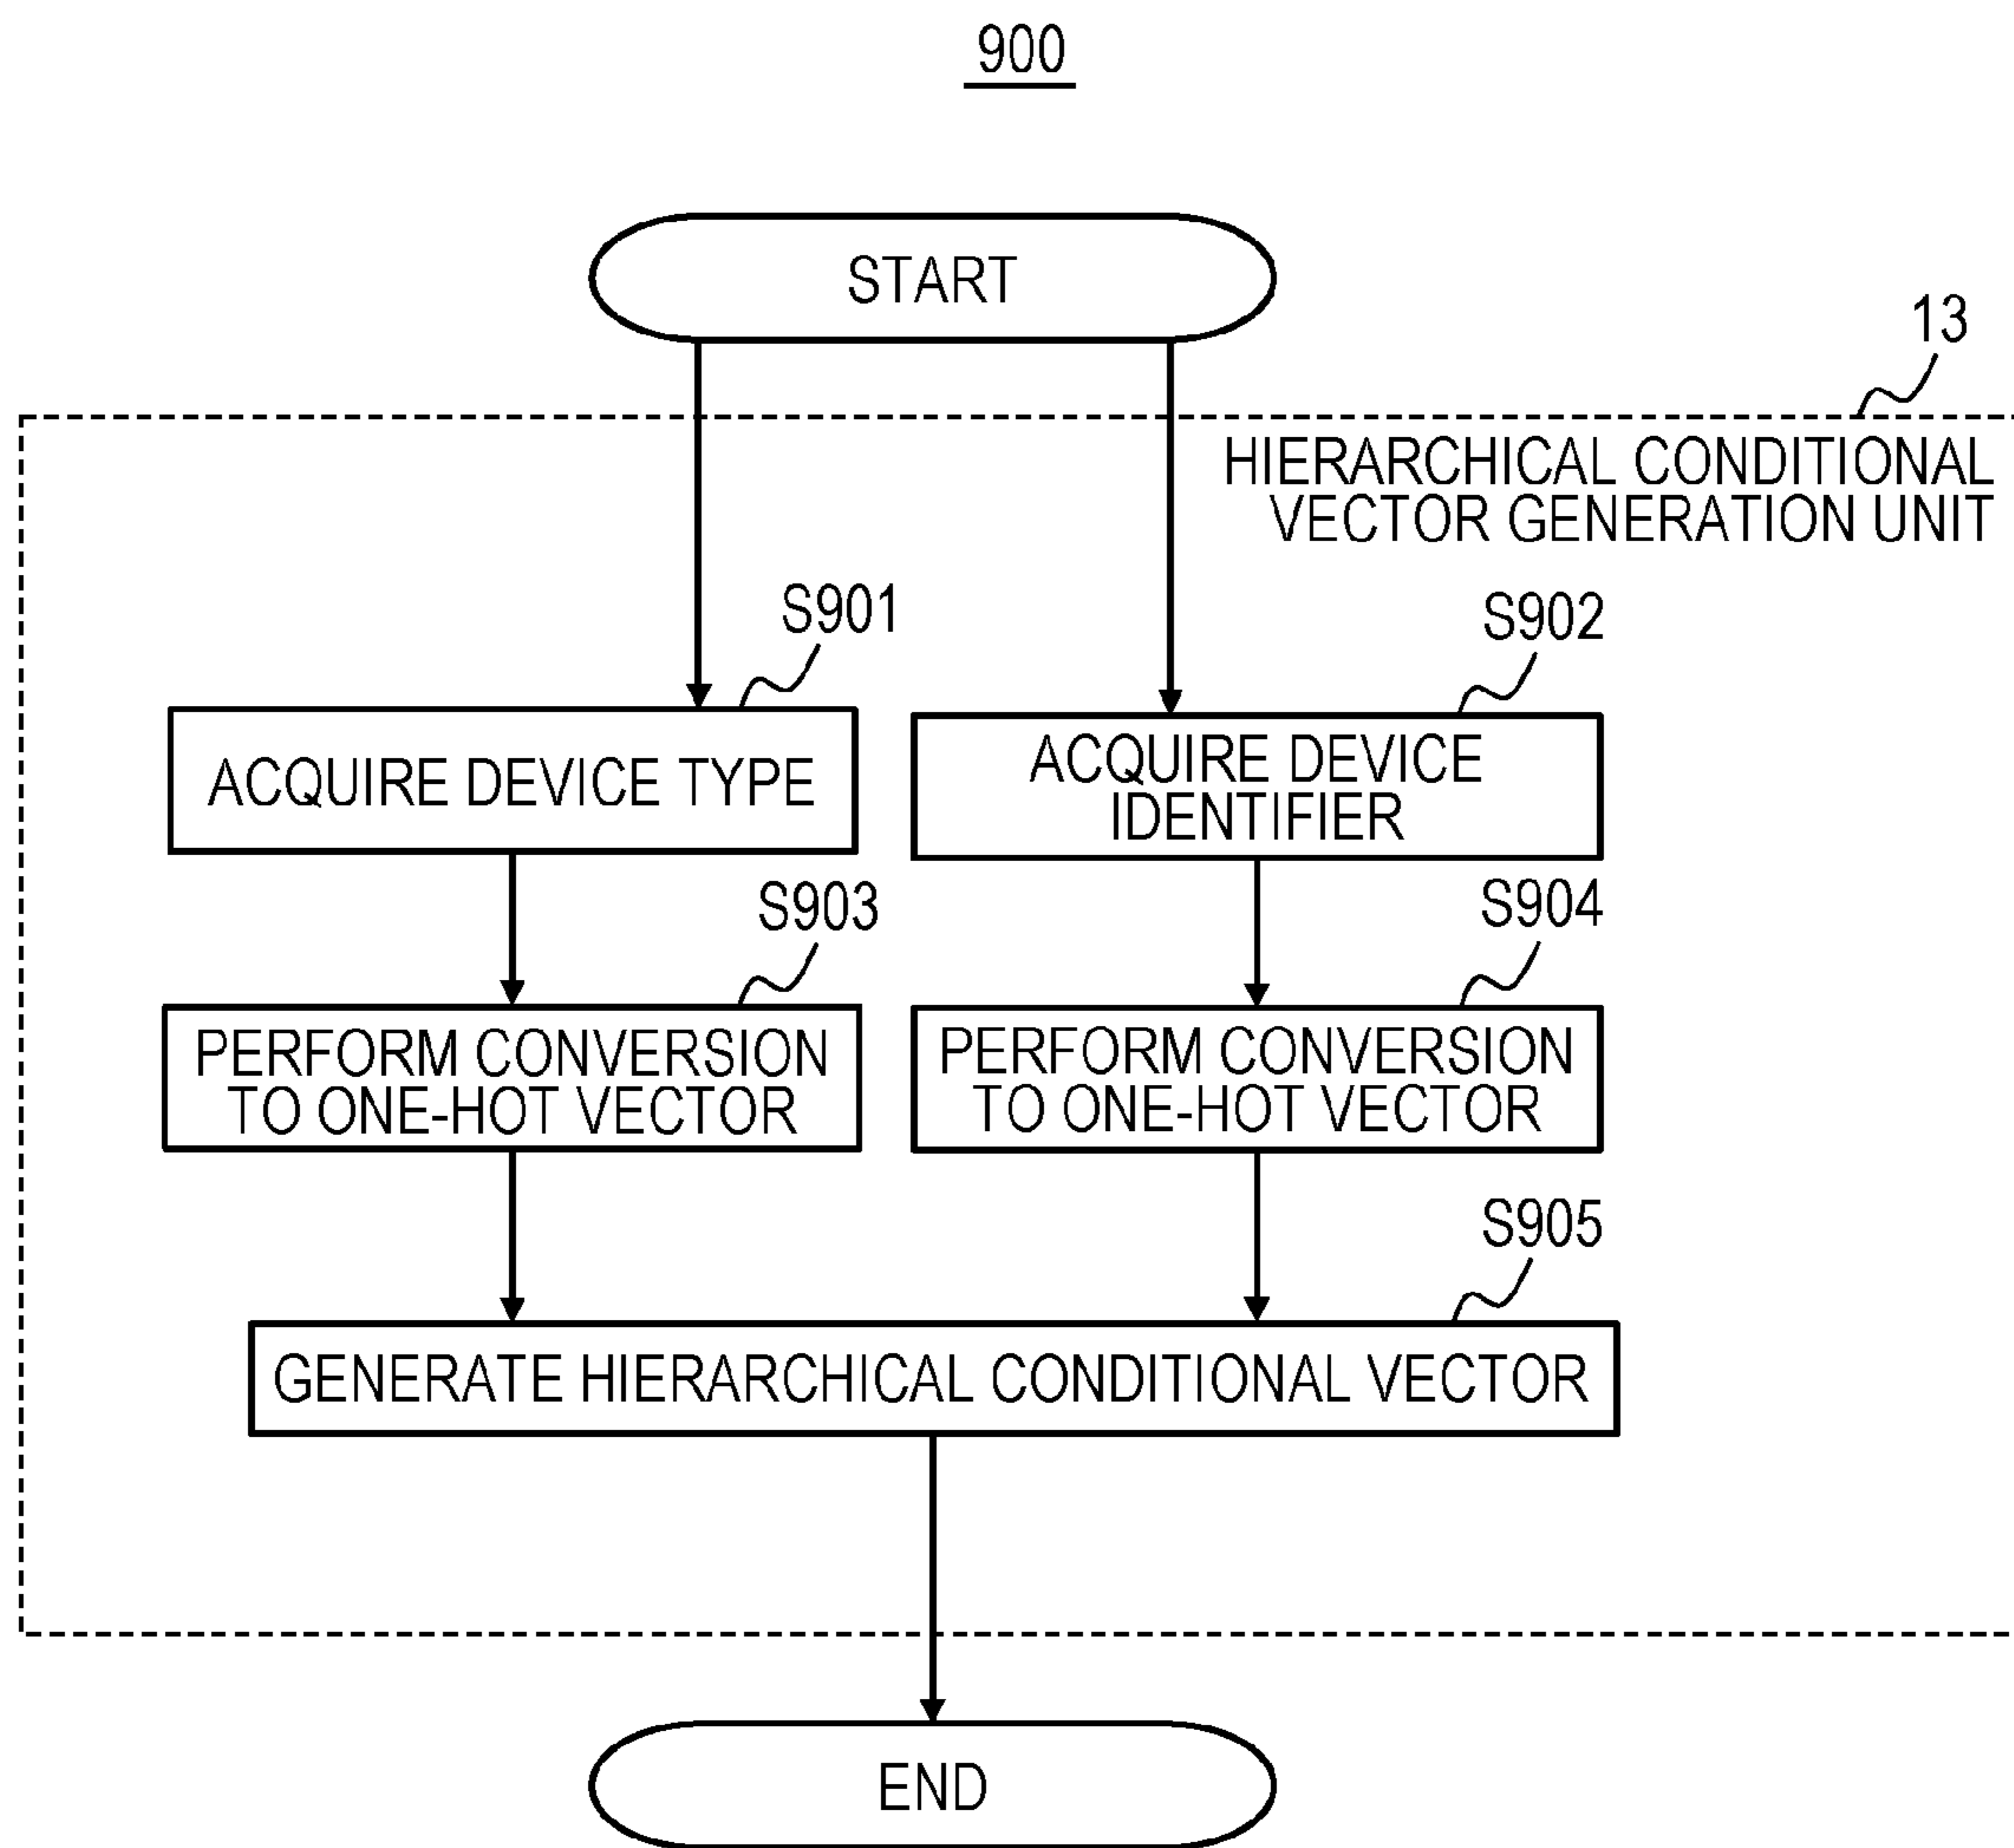 900
START
13
HIERARCHICAL CONDITIONAL
VECTOR GENERATION UNIT
S901
S902
ACQUIRE DEVICE TYPE
ACQUIRE DEVICE
IDENTIFIER
S903
S904
PERFORM CONVERSION
TO ONE-HOT VECTOR
PERFORM CONVERSION
TO ONE-HOT VECTOR
S905
GENERATE HIERARCHICAL CONDITIONAL VECTOR
END